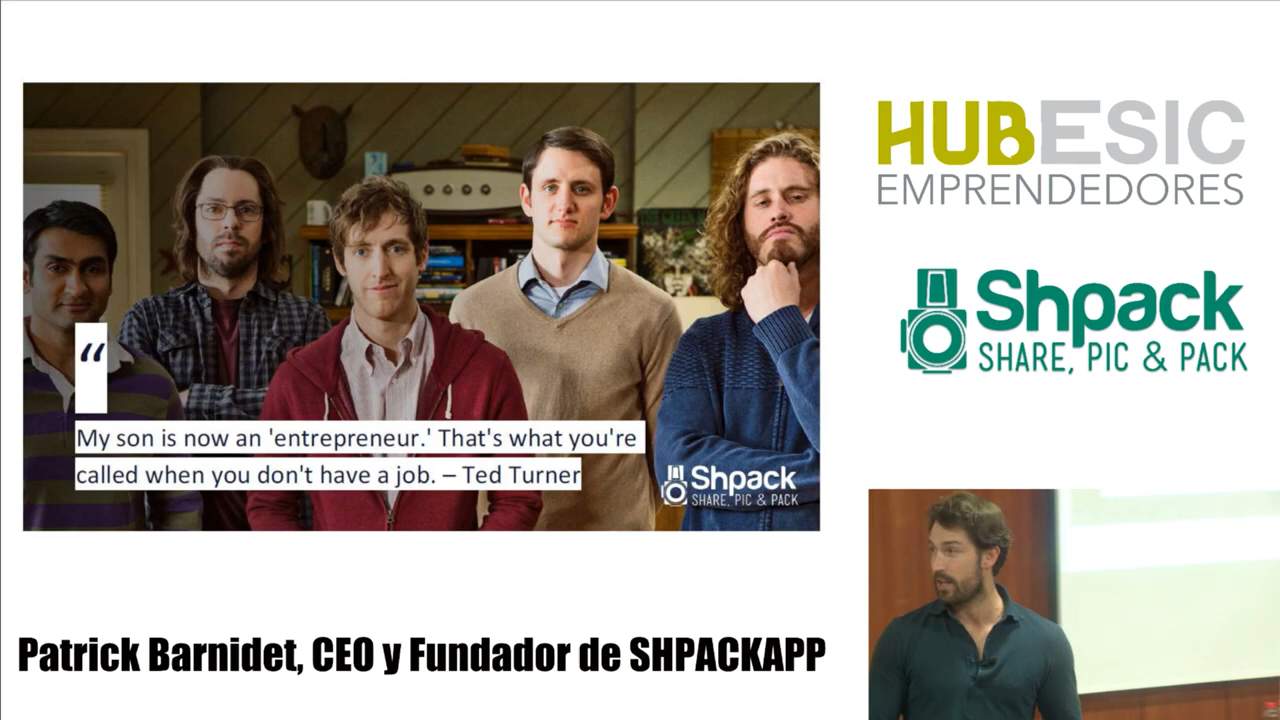 HUBESIC
EMPRENDEDORES
Shpack
SHARE, PIC & PACK
“
My son is now an 'entrepreneur.' That's what you're
called when you don't have a job. – Ted Turner
Shpack
SHARE, PIC & PACK
Patrick Barnidet, CEO y Fundador de SHPACKAPP